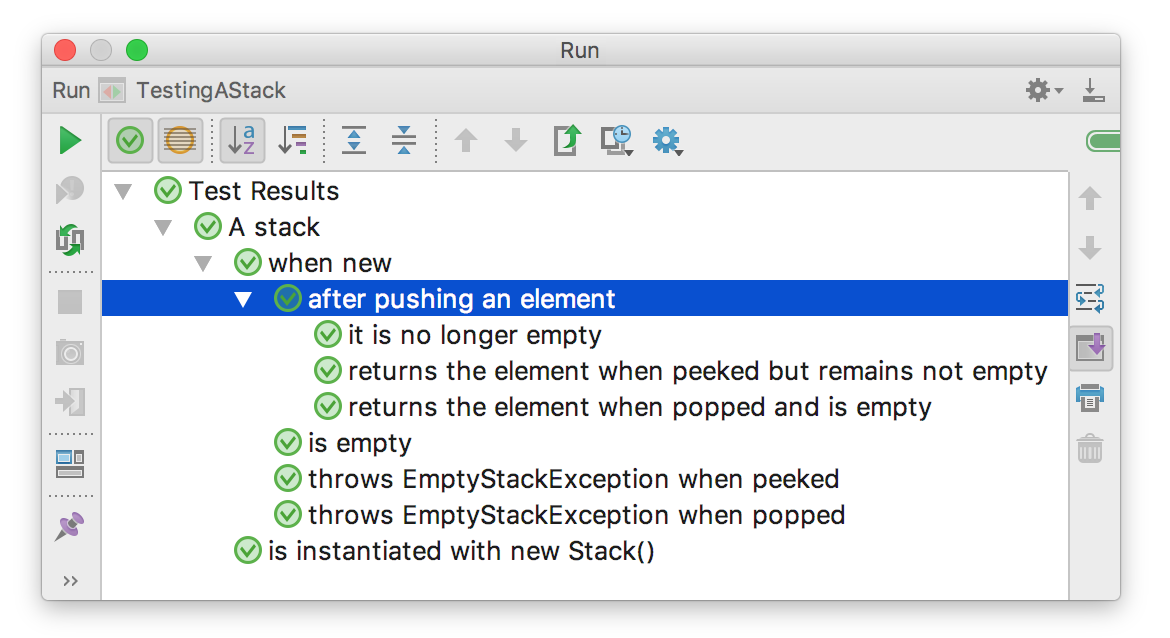 Run
Run TestingAStack
Test Results
A stack
when new
after pushing an element
it is no longer empty
returns the element when peeked but remains not empty
returns the element when popped and is empty
is empty
throws EmptyStackException when peeked
throws EmptyStackException when popped
is instantiated with new Stack()